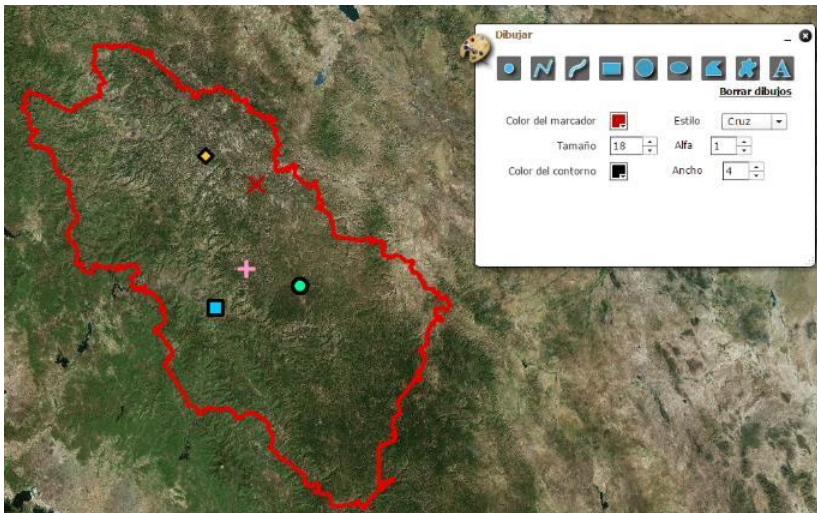 Dibujar
A
Borrar dibujos
Color del marcador
Estilo
Cruz
Tamaño
18
Alfa
1
Color del contorno
Ancho
4